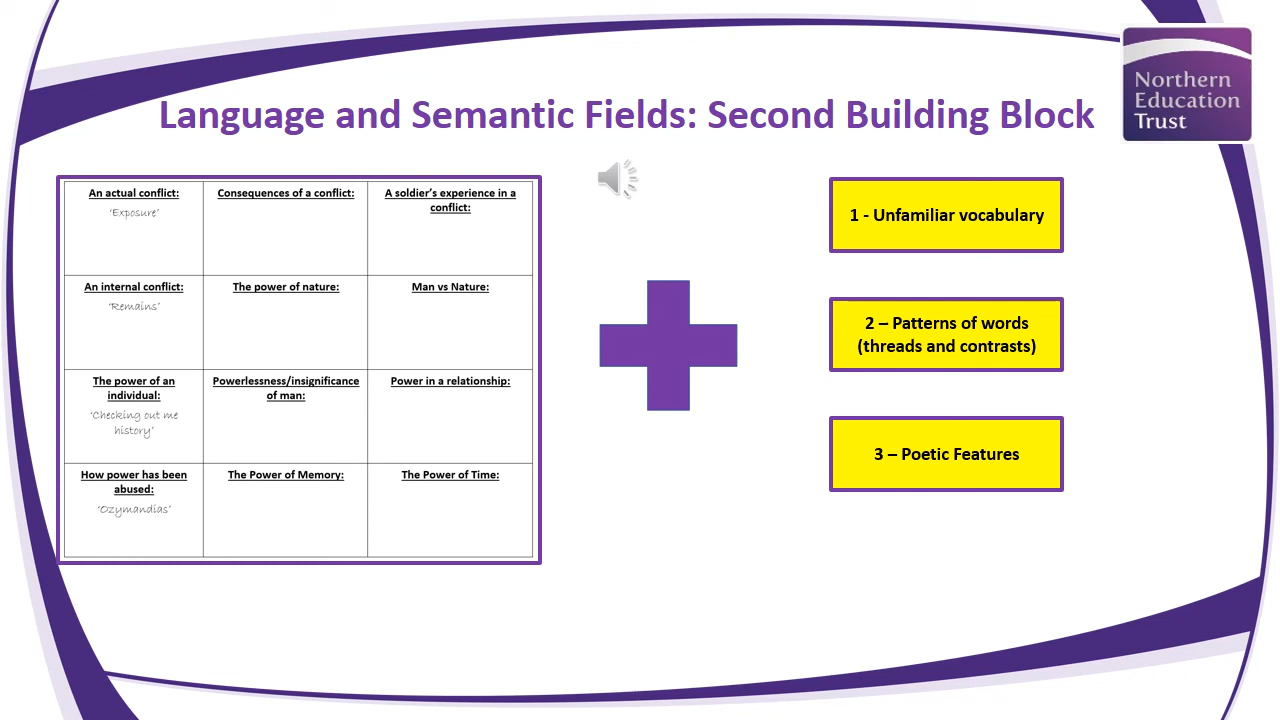 Northern
Education
Trust
Language and Semantic Fields: Second Building Block
An actual conflict:
‘Exposure’
Consequences of a conflict:
A soldier’s experience in a
conflict:
An internal conflict:
‘Remains’
The power of nature:
Man vs Nature:
The power of an
individual:
‘Checking out me
history’
Powerlessness/insignificance
of man:
Power in a relationship:
How power has been
abused:
‘Ozymandias’
The Power of Memory:
The Power of Time:
1 - Unfamiliar vocabulary
2 – Patterns of words
(threads and contrasts)
3 – Poetic Features